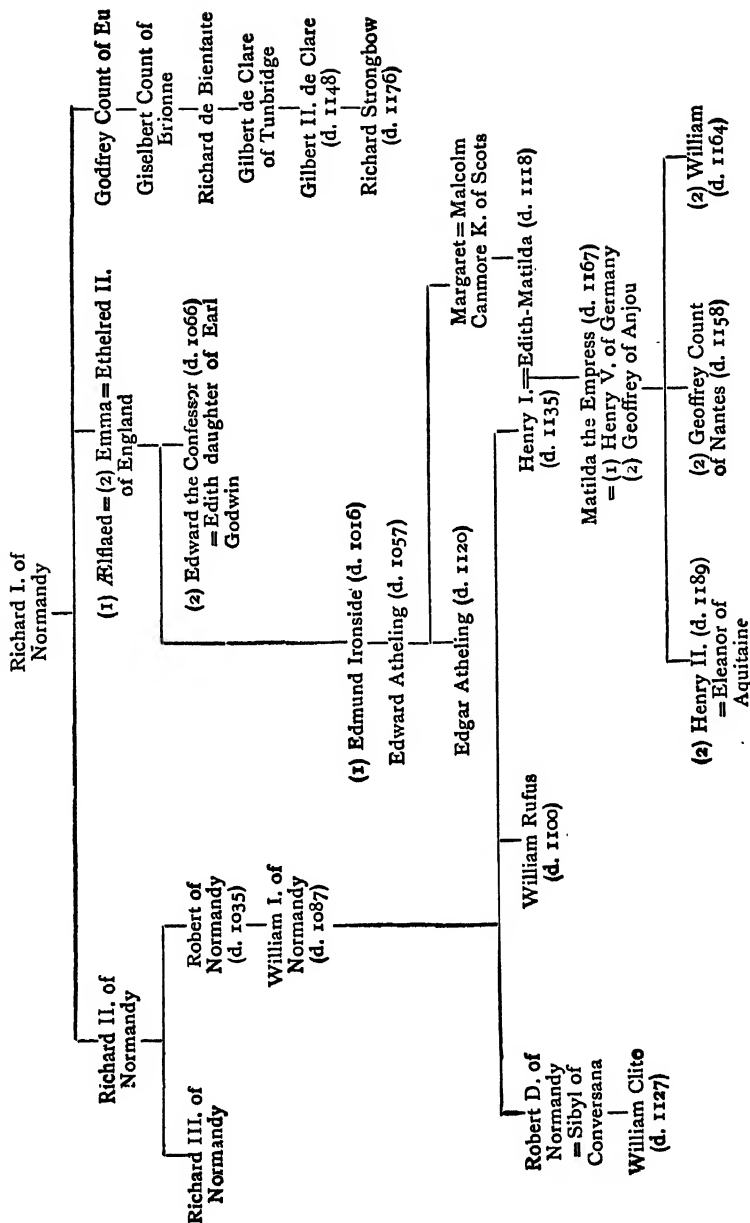 Richard I. of
Normandy
Richard II. of
Normandy
(1) Ælflaed = (2) Emma = Ethelred II.
of England
Godfrey Count of Eu
Giselbert Count of
Brionne
Richard de Bienfaite
Gilbert de Clare
of Tunbridge
Gilbert II. de Clare
(d. 1148)
Richard Strongbow
(d. 1176)
Richard III. of
Normandy
Robert of
Normandy
(d. 1035)
William I. of
Normandy
(d. 1087)
(2) Edward the Confessor (d. 1066)
= Edith daughter of Earl
Godwin
(1) Edmund Ironside (d. 1016)
Edward Atheling (d. 1057)
Edgar Atheling (d. 1120)
Margaret = Malcolm
Canmore K. of Scots
Robert D. of
Normandy
= Sibyl of
Conversana
William Clito
(d. 1127)
William Rufus
(d. 1100)
Henry I. = Edith-Matilda (d. 1118)
(d. 1135)
Matilda the Empress (d. 1167)
= (1) Henry V. of Germany
(2) Geoffrey of Anjou
(2) Henry II. (d. 1189)
= Eleanor of
Aquitaine
(2) Geoffrey Count
of Nantes (d. 1158)
(2) William
(d. 1164)